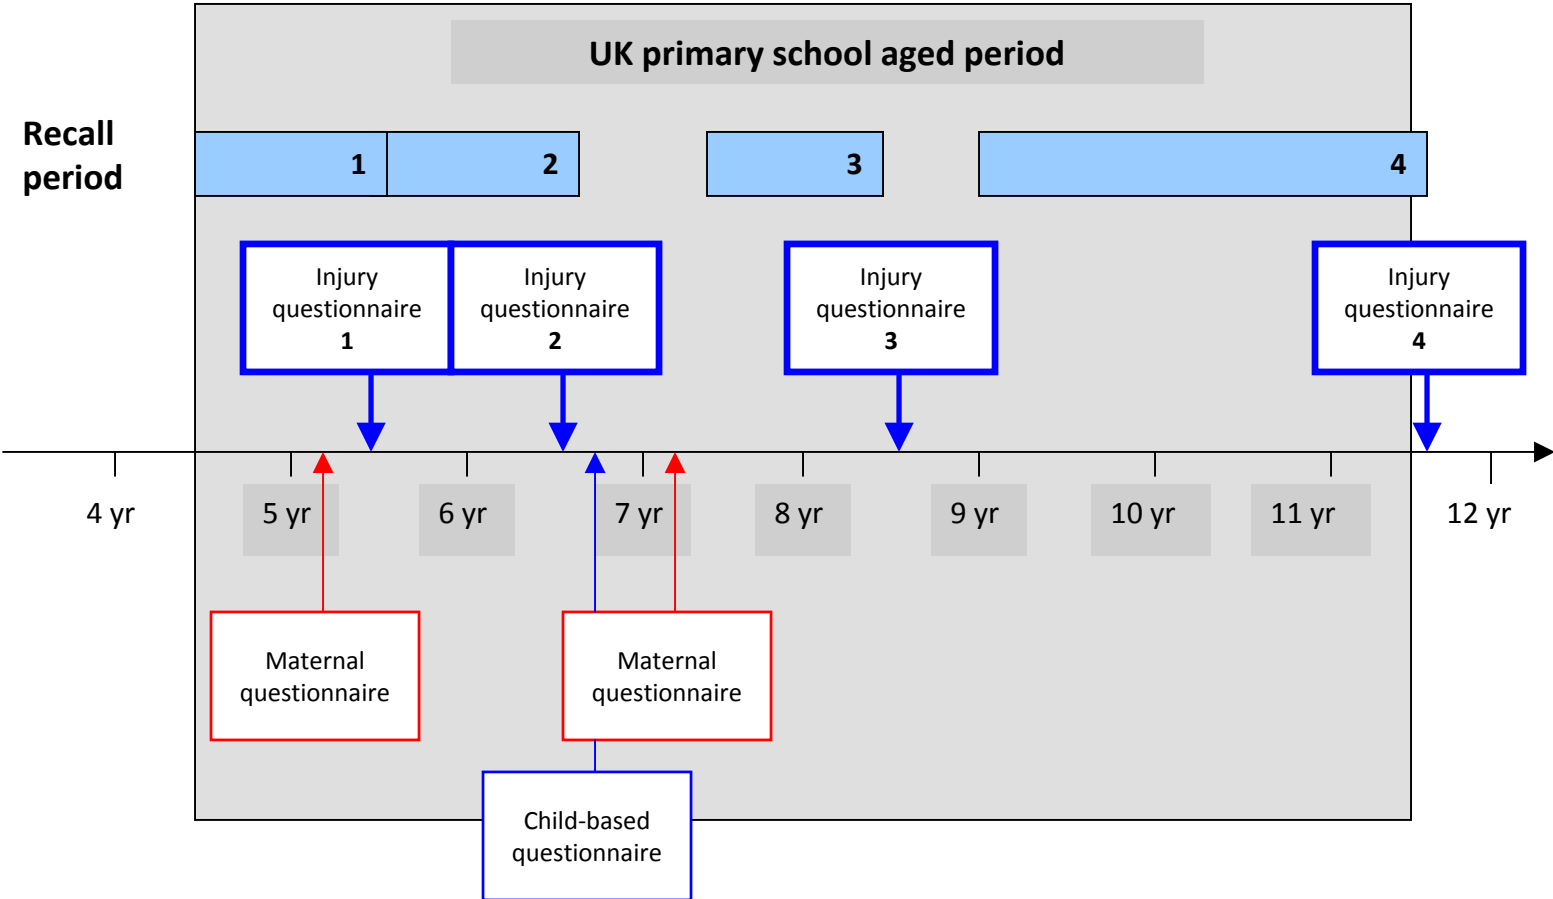 UK primary school aged period
Recall
period
1
2
3
4
Injury
questionnaire
1
Injury
questionnaire
2
Injury
questionnaire
3
Injury
questionnaire
4
4 yr
5 yr
6 yr
7 yr
8 yr
9 yr
10 yr
11 yr
12 yr
Maternal
questionnaire
Maternal
questionnaire
Child-based
questionnaire